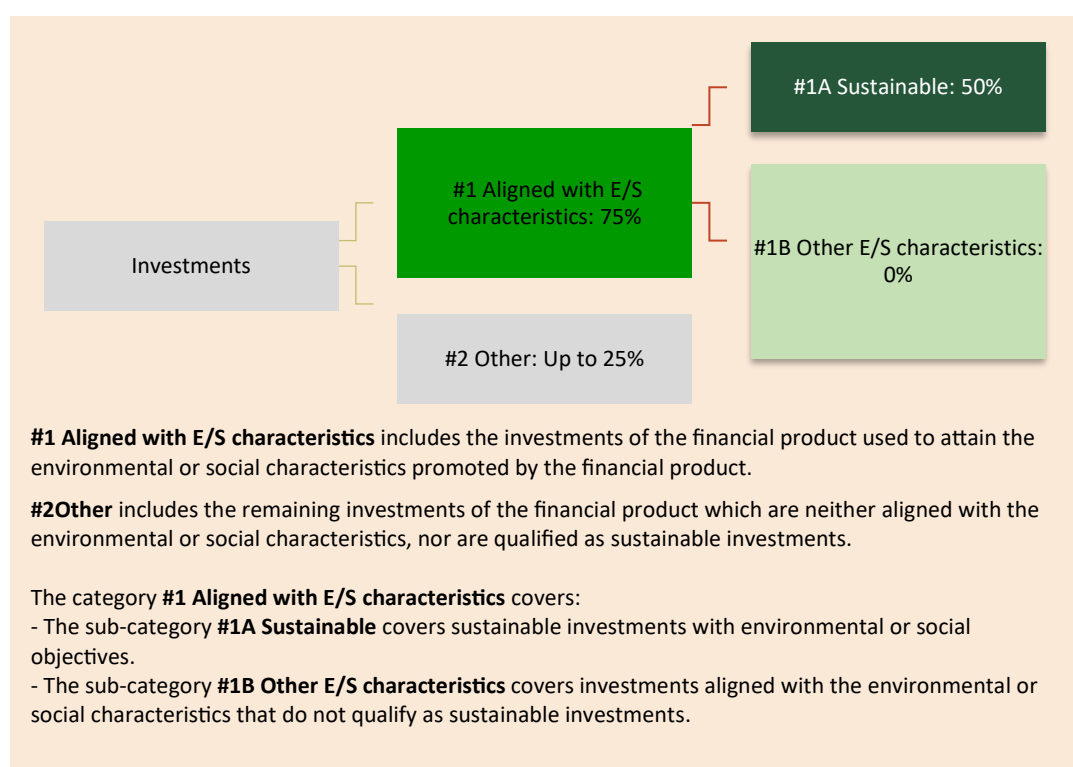 #1A Sustainable: 50%
#1 Aligned with E/S
characteristics: 75%
#1B Other E/S characteristics:
0%
Investments
#2 Other: Up to 25%
#1 Aligned with E/S characteristics includes the investments of the financial product used to attain the
environmental or social characteristics promoted by the financial product.
#2Other includes the remaining investments of the financial product which are neither aligned with the
environmental or social characteristics, nor are qualified as sustainable investments.
The category #1 Aligned with E/S characteristics covers:
- The sub-category #1A Sustainable covers sustainable investments with environmental or social
objectives.
- The sub-category #1B Other E/S characteristics covers investments aligned with the environmental or
social characteristics that do not qualify as sustainable investments.